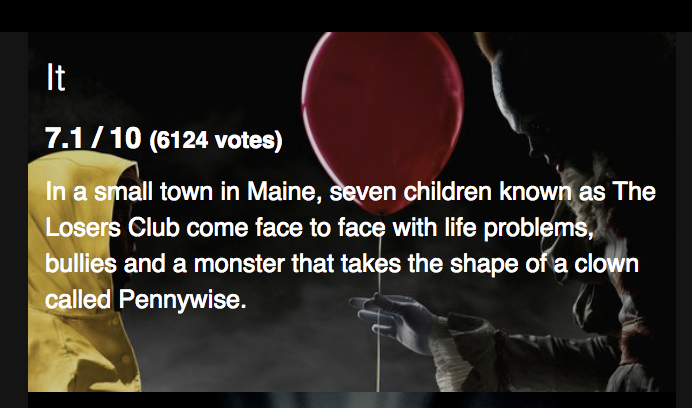 It
7.1 / 10 (6124 votes)
In a small town in Maine, seven children known as The
Losers Club come face to face with life problems,
bullies and a monster that takes the shape of a clown
called Pennywise.